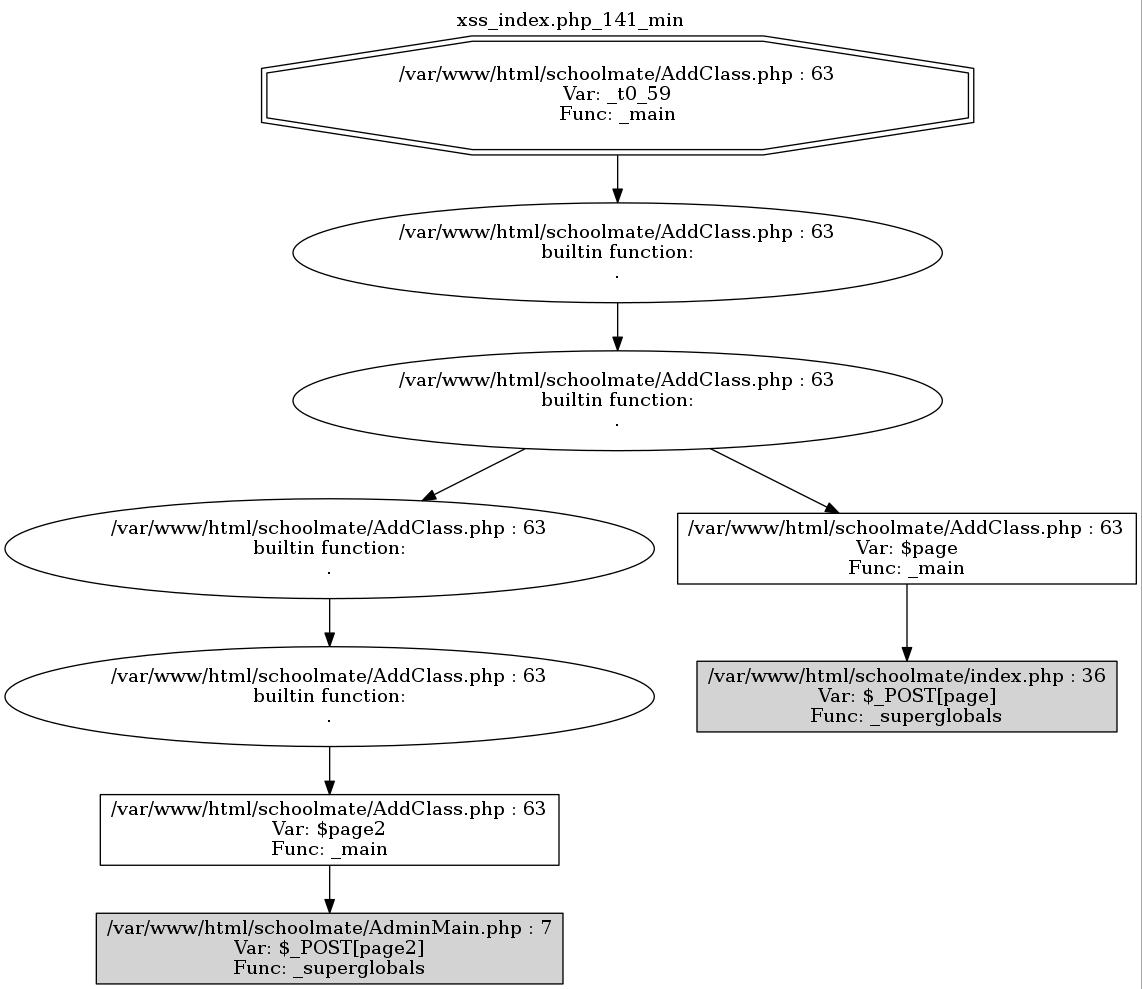 xss_index.php_141_min
/var/www/html/schoolmate/AddClass.php : 63
Var: _t0_59
Func: _main
/var/www/html/schoolmate/AddClass.php : 63
builtin function:
.
/var/www/html/schoolmate/AddClass.php : 63
builtin function:
.
/var/www/html/schoolmate/AddClass.php : 63
builtin function:
.
/var/www/html/schoolmate/AddClass.php : 63
Var: $page
Func: _main
/var/www/html/schoolmate/AddClass.php : 63
builtin function:
.
/var/www/html/schoolmate/index.php : 36
Var: $_POST[page]
Func: _superglobals
/var/www/html/schoolmate/AddClass.php : 63
Var: $page2
Func: _main
/var/www/html/schoolmate/AdminMain.php : 7
Var: $_POST[page2]
Func: _superglobals